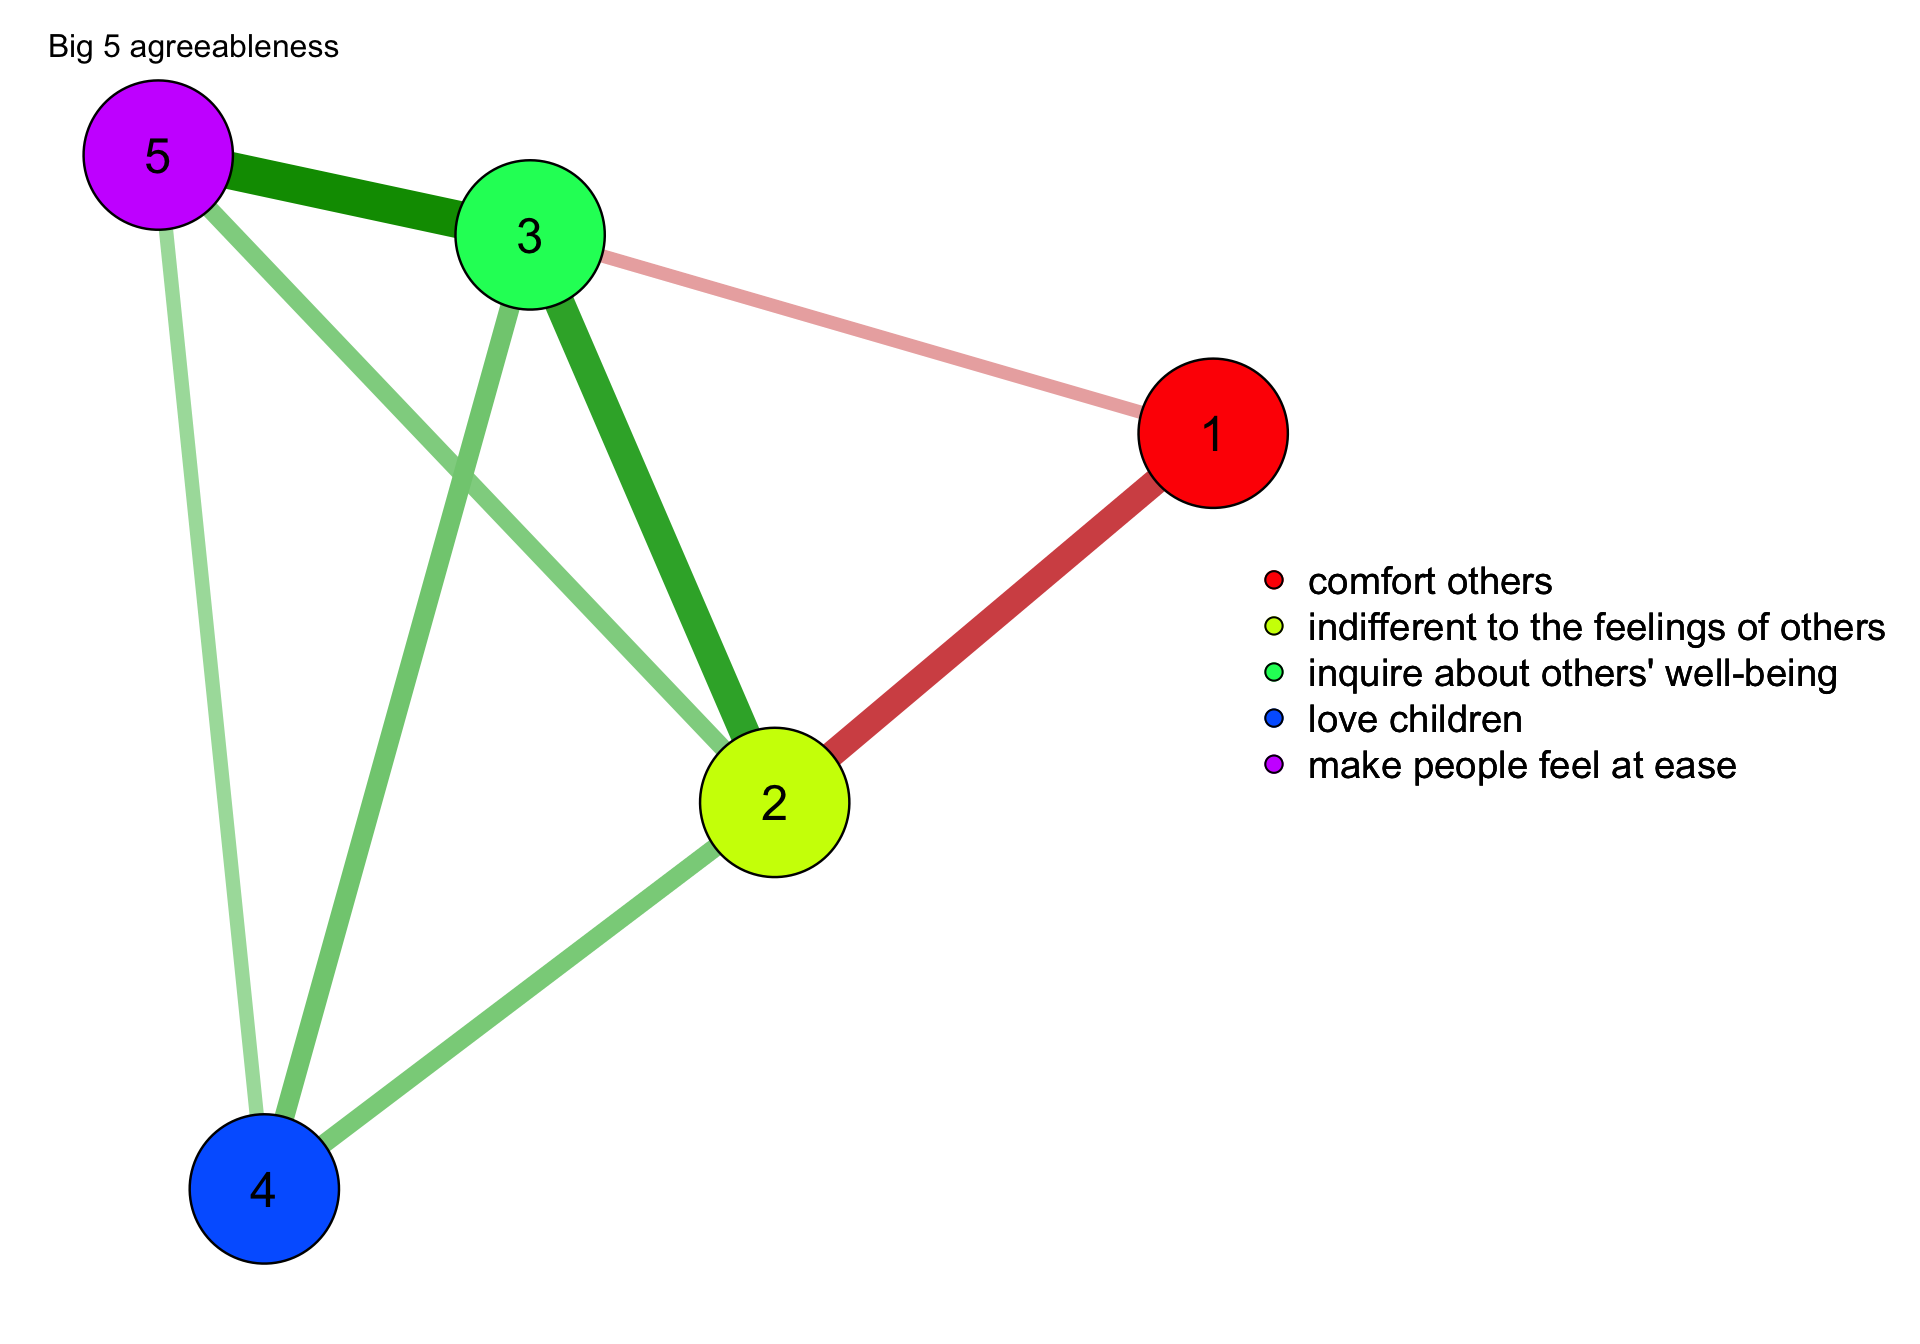 Big 5 agreeableness
5
3
1
2
4
comfort others
indifferent to the feelings of others
inquire about others' well-being
love children
make people feel at ease